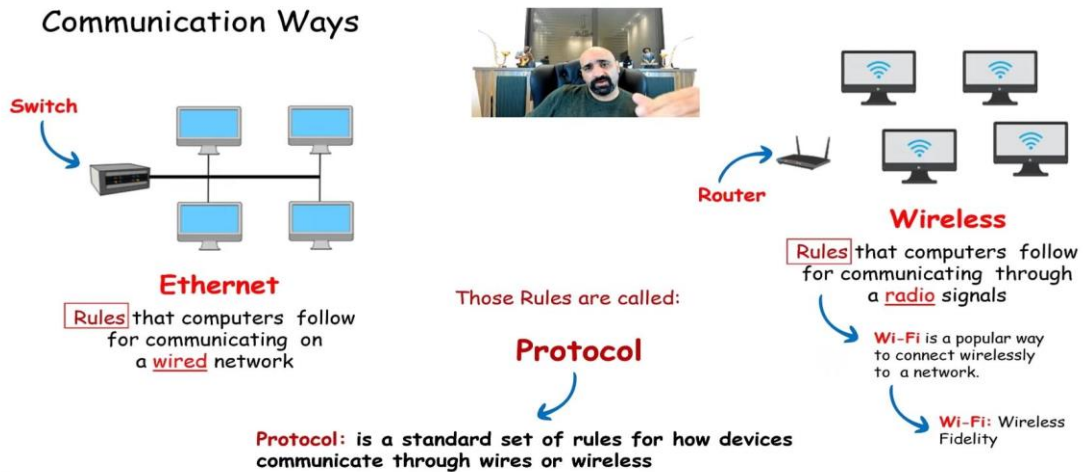 Communication Ways
Switch
Ethernet
Rules that computers follow
for communicating on
a wired network
Those Rules are called:
Protocol
Protocol: is a standard set of rules for how devices
communicate through wires or wireless
Router
Wireless
Rules that computers follow
for communicating through
a radio signals
Wi-Fi is a popular way
to connect wirelessly
to a network.
Wi-Fi: Wireless
Fidelity